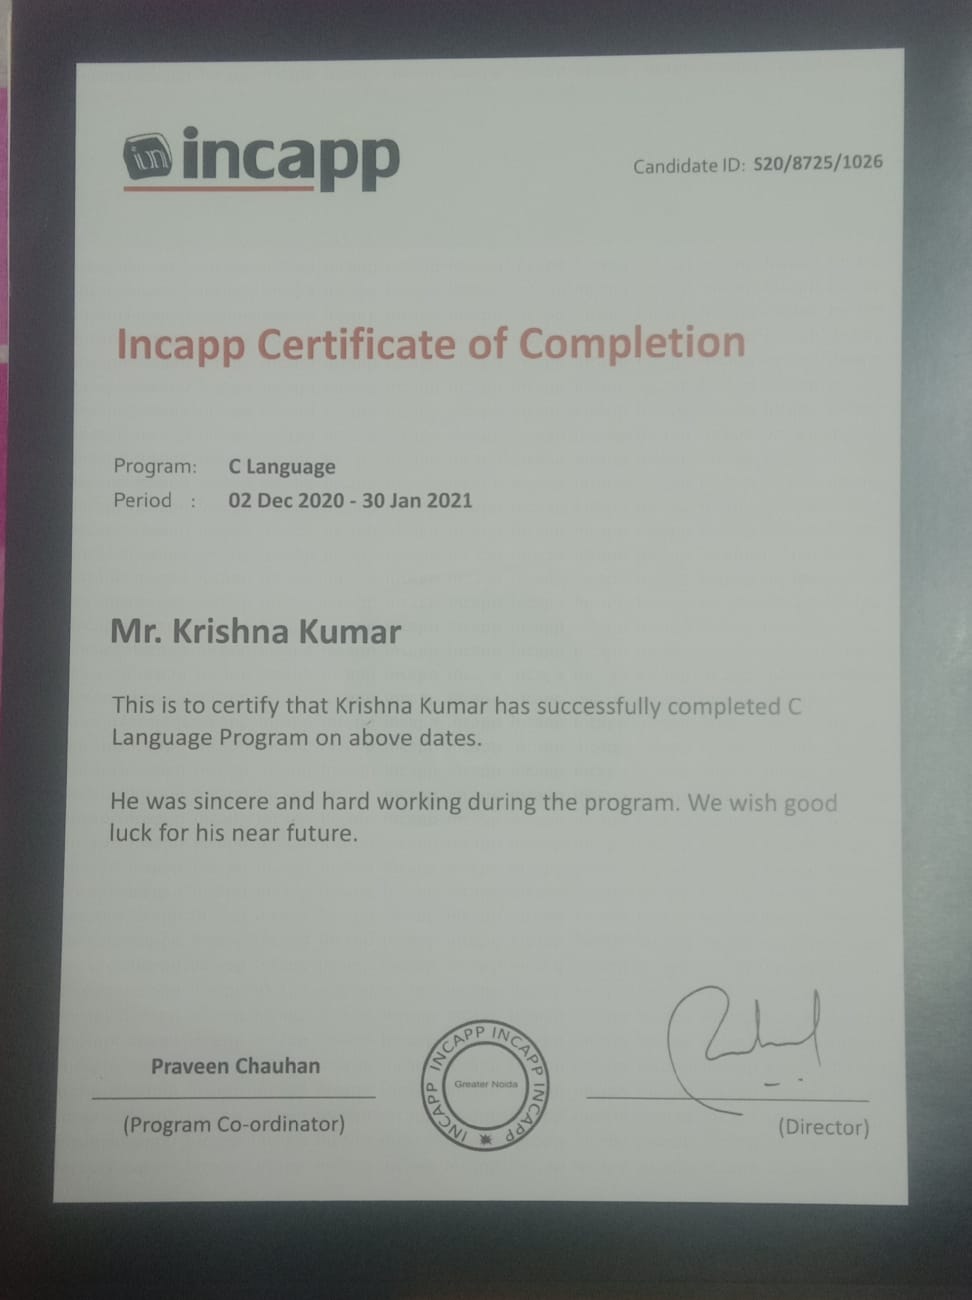 in incapp
Candidate ID: S20/8725/1026
Incapp Certificate of Completion
Program: C Language
Period : 02 Dec 2020 - 30 Jan 2021
Mr. Krishna Kumar
This is to certify that Krishna Kumar has successfully completed C
Language Program on above dates.
He was sincere and hard working during the program. We wish good
luck for his near future.
Praveen Chauhan
(Program Co-ordinator)
INCAPP INCAPP INCAPP INCAPP INCAPP
Greater Noida
(Director)